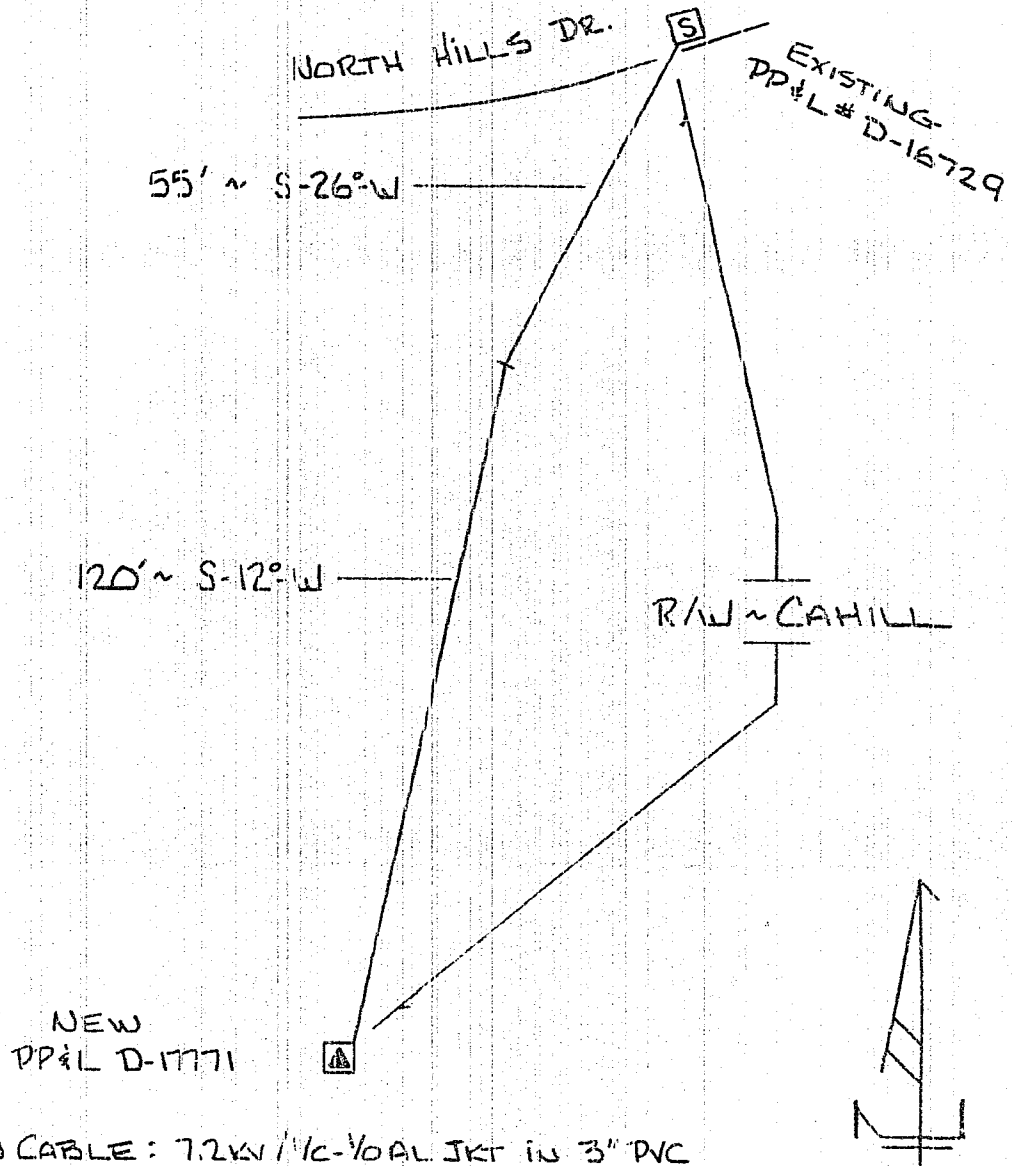 NORTH HILLS DR.
S
EXISTING
PP&L # D-15729
55' ~ S-26°-W
120' ~ S-12°-W
R/W ~ CAHILL
NEW
PP&L D-17771
N
CABLE: 7.2KV / 1/C-1/0 AL JKT IN 3" PVC